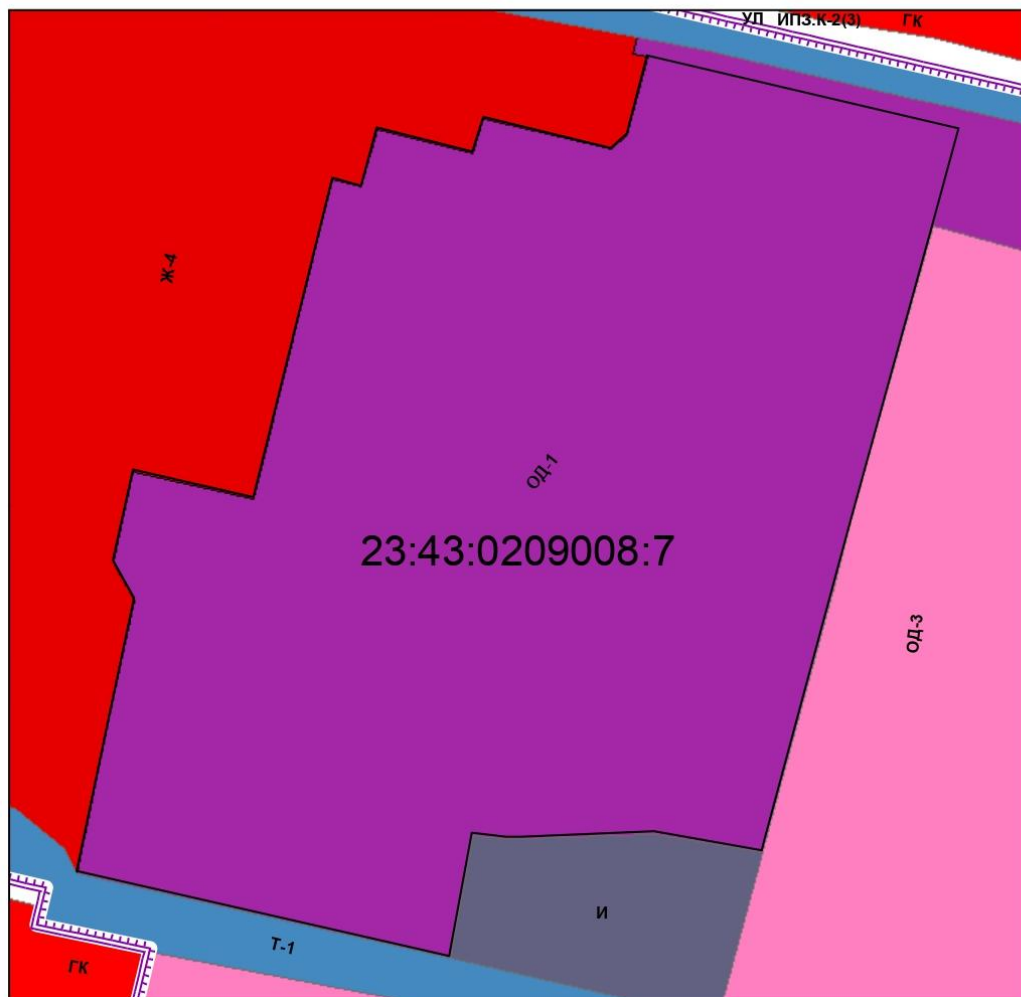 УЛ ИПЗ.К-2(3) ГК
Ж-4
ОД-1
23:43:0209008:7
ОД-3
И
Т-1
ГК